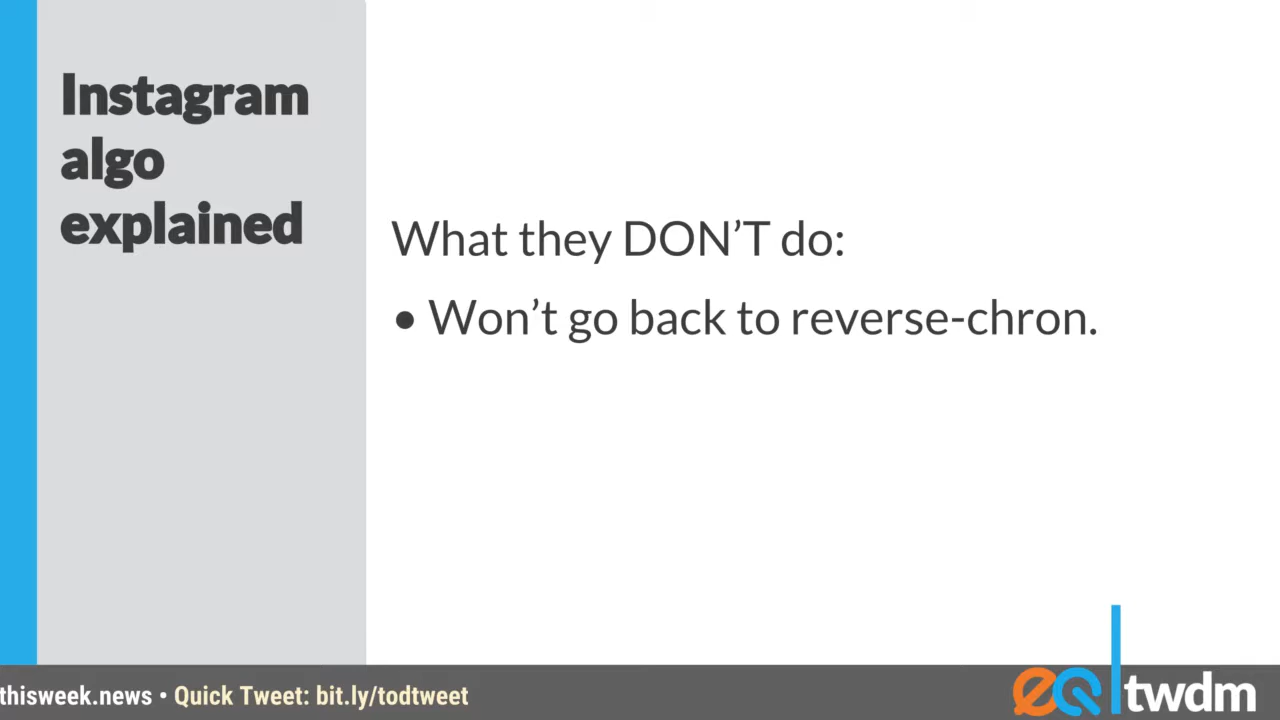 Instagram
algo
explained
What they DON’T do:
• Won’t go back to reverse-chron.
thisweek.news • Quick Tweet: bit.ly/todtweet
eq twdm